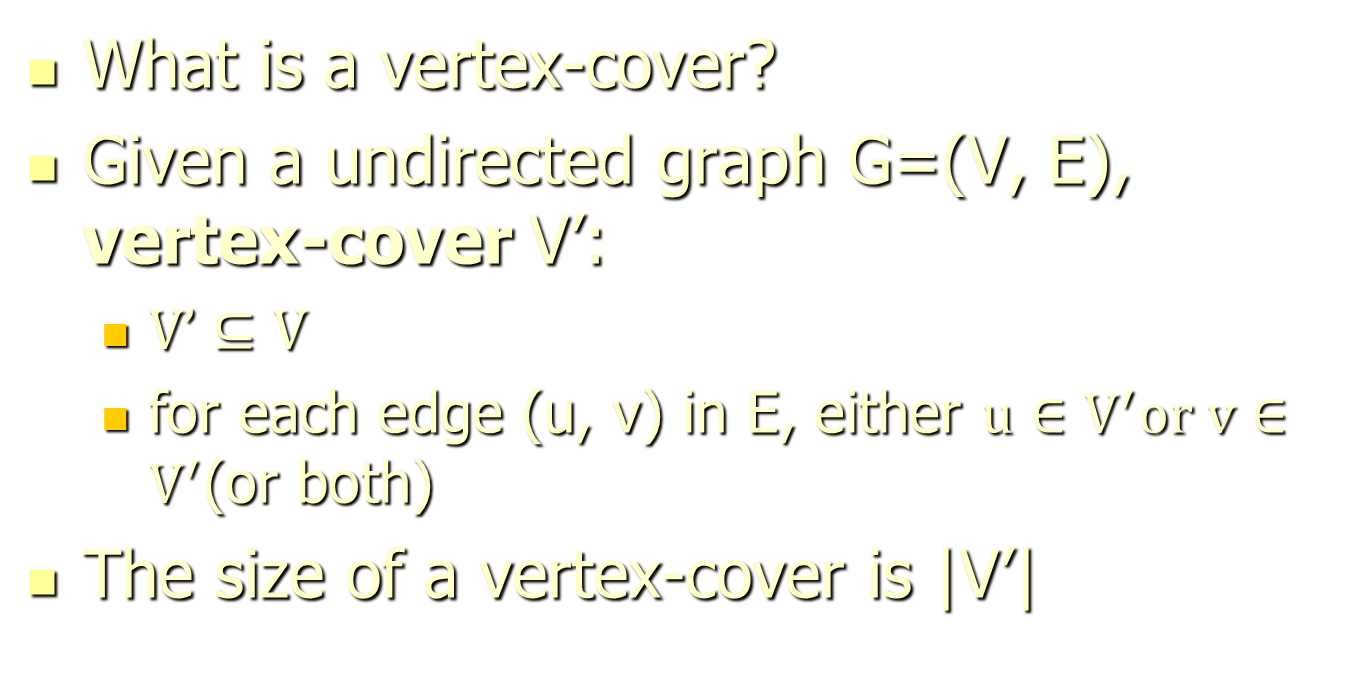 ▪ What is a vertex-cover?
▪ Given a undirected graph G=(V, E),
vertex-cover V’:
▪ V’ ⊆ V
▪ for each edge (u, v) in E, either u ∈ V’or v ∈
V’(or both)
▪ The size of a vertex-cover is |V’|